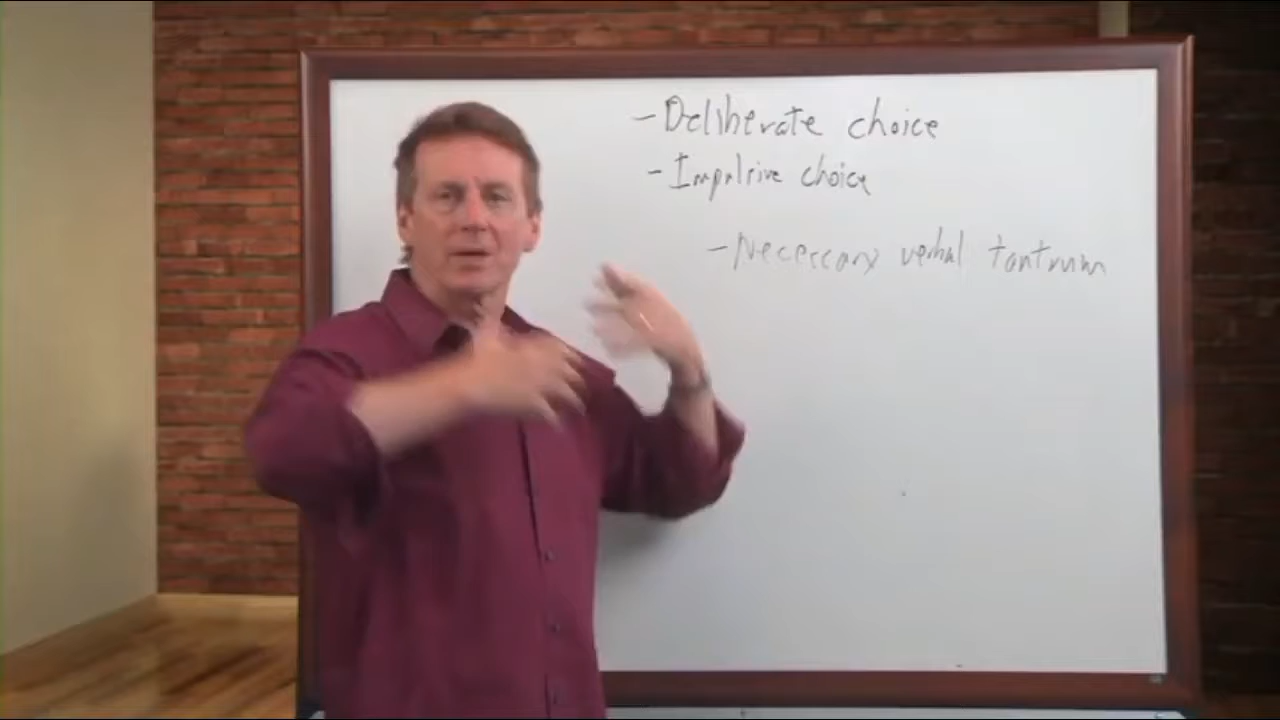 - Deliberate choice
- Impulsive choice
- Necessary verbal tantrum